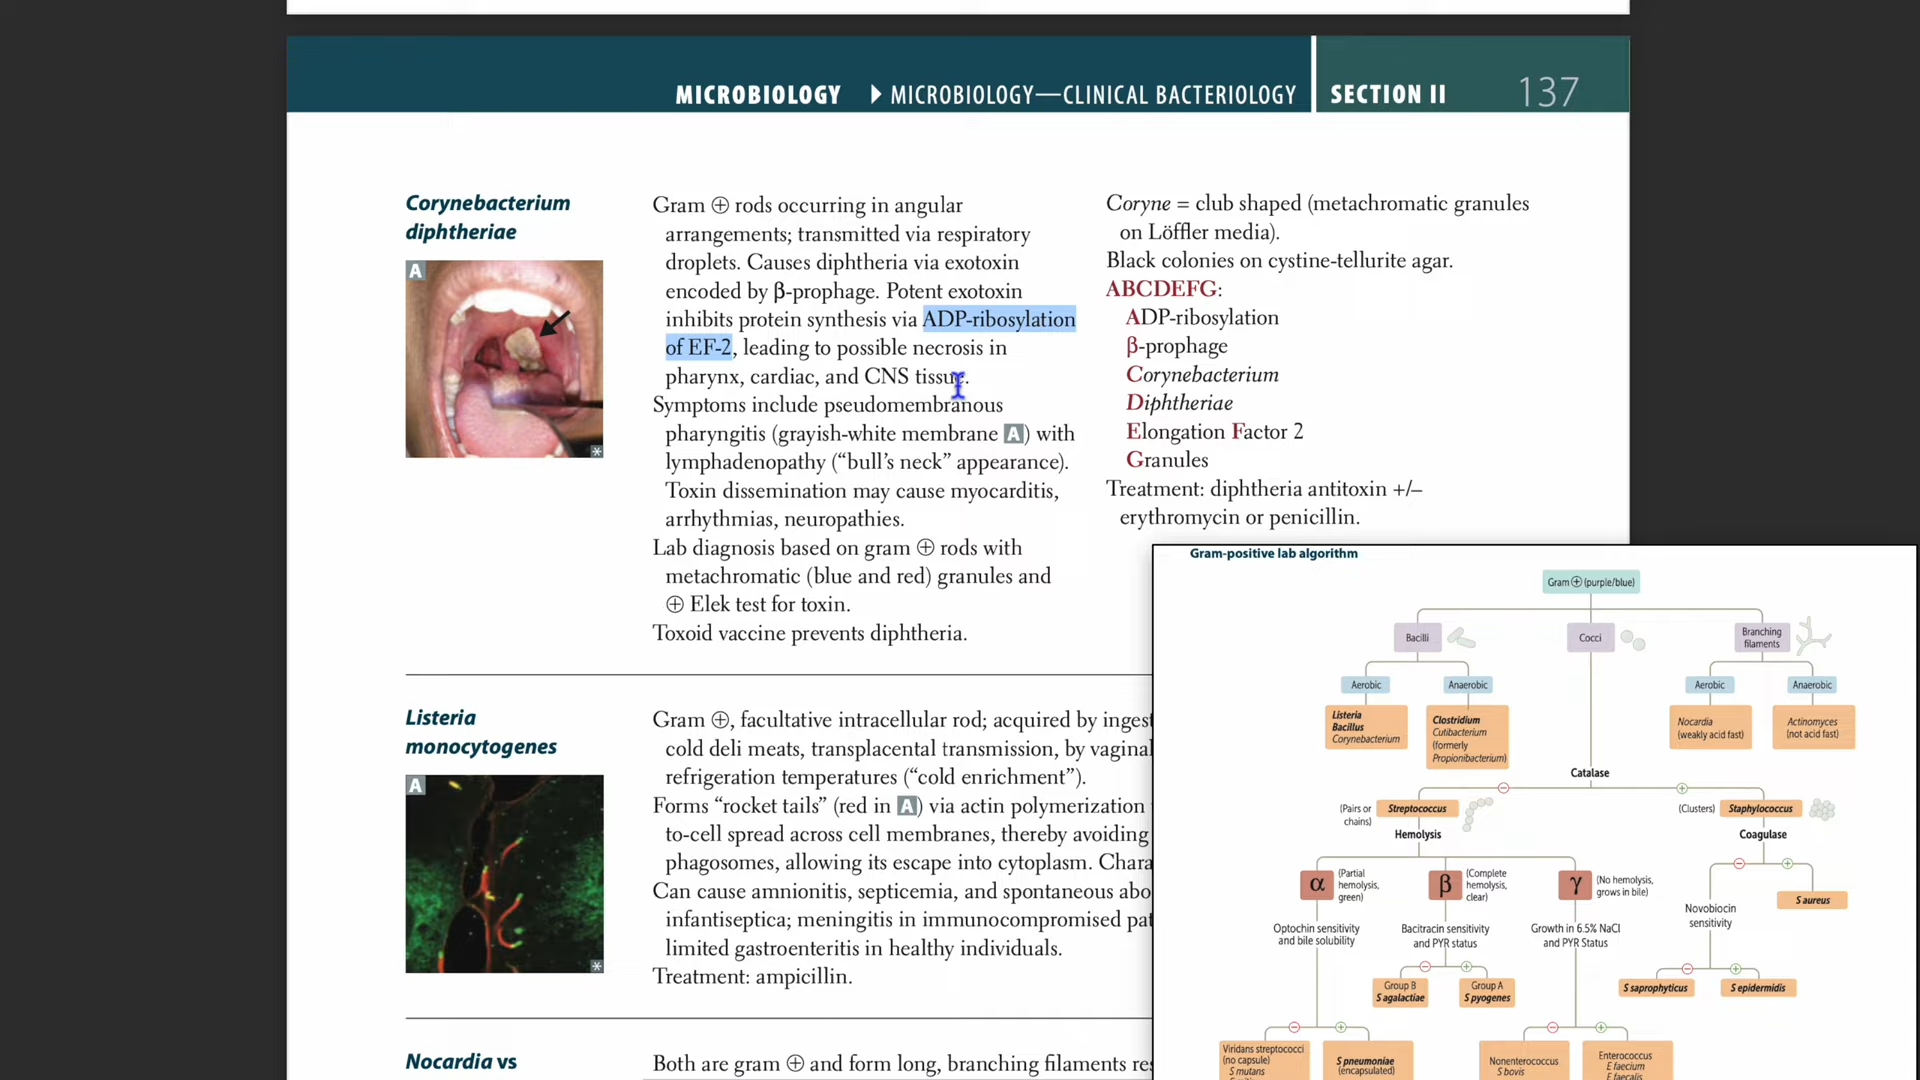 MICROBIOLOGY ▶ MICROBIOLOGY—CLINICAL BACTERIOLOGY SECTION II 137
Corynebacterium
diphtheriae
A
Gram ⊕ rods occurring in angular
arrangements; transmitted via respiratory
droplets. Causes diphtheria via exotoxin
encoded by β-prophage. Potent exotoxin
inhibits protein synthesis via ADP-ribosylation
of EF-2, leading to possible necrosis in
pharynx, cardiac, and CNS tissue.
Symptoms include pseudomembranous
pharyngitis (grayish-white membrane A) with
lymphadenopathy (“bull’s neck” appearance).
Toxin dissemination may cause myocarditis,
arrhythmias, neuropathies.
Lab diagnosis based on gram ⊕ rods with
metachromatic (blue and red) granules and
⊕ Elek test for toxin.
Toxoid vaccine prevents diphtheria.
Coryne = club shaped (metachromatic granules
on Löffler media).
Black colonies on cystine-tellurite agar.
ABCDEFG:
ADP-ribosylation
β-prophage
Corynebacterium
Diphtheriae
Elongation Factor 2
Granules
Treatment: diphtheria antitoxin +/–
erythromycin or penicillin.
Listeria
monocytogenes
A
Gram ⊕, facultative intracellular rod; acquired by ingest
cold deli meats, transplacental transmission, by vaginal
refrigeration temperatures (“cold enrichment”).
Forms “rocket tails” (red in A) via actin polymerization
to-cell spread across cell membranes, thereby avoiding
phagosomes, allowing its escape into cytoplasm. Chara
Can cause amnionitis, septicemia, and spontaneous abo
infantiseptica; meningitis in immunocompromised pat
limited gastroenteritis in healthy individuals.
Treatment: ampicillin.
Nocardia vs
Both are gram ⊕ and form long, branching filaments res
Gram-positive lab algorithm
Gram ⊕ (purple/blue)
Bacilli
Cocci
Branching
filaments
Aerobic
Anaerobic
Aerobic
Anaerobic
Listeria
Bacillus
Corynebacterium
Clostridium
Cutibacterium
(formerly
Propionibacterium)
Nocardia
(weakly acid fast)
Actinomyces
(not acid fast)
Catalase
(Pairs or
chains)
Streptococcus
(Clusters)
Staphylococcus
Hemolysis
Coagulase
α
(Partial
hemolysis,
green)
β
(Complete
hemolysis,
clear)
γ
(No hemolysis,
grows in bile)
S aureus
Novobiocin
sensitivity
Optochin sensitivity
and bile solubility
Bacitracin sensitivity
and PYR status
Growth in 6.5% NaCl
and PYR Status
Group B
S agalactiae
Group A
S pyogenes
S saprophyticus
S epidermidis
Viridans streptococci
(no capsule)
S mutans
S pneumoniae
(encapsulated)
Nonenterococcus
S bovis
Enterococcus
E faecium
E faecalis